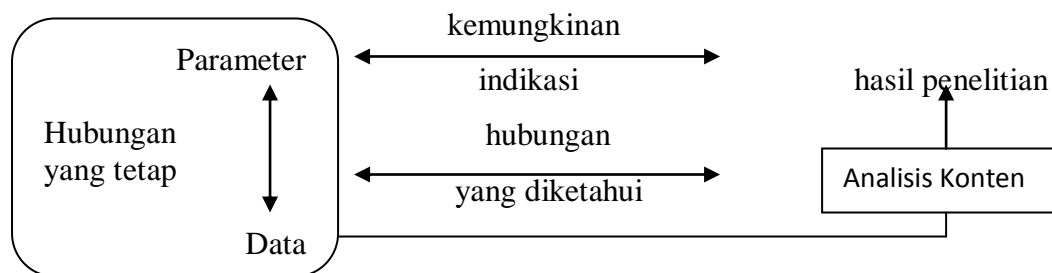 kemungkinan
Parameter
indikasi
hasil penelitian
Hubungan
yang tetap
hubungan
yang diketahui
Analisis Konten
Data